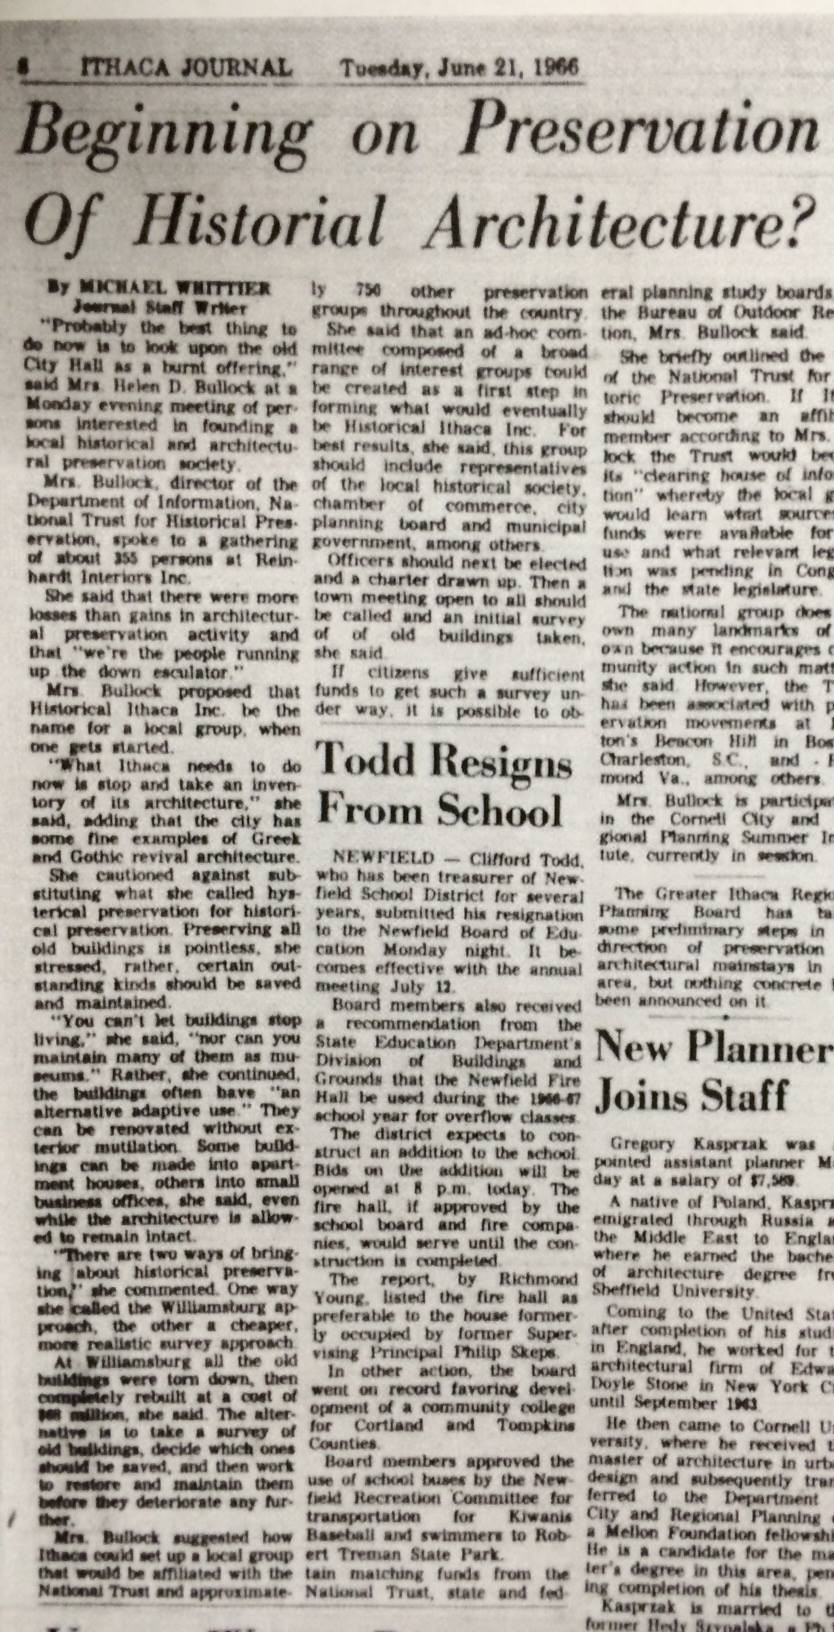 8 ITHACA JOURNAL Tuesday, June 21, 1966
Beginning on Preservation
Of Historial Architecture?
By MICHAEL WHITTIER
Journal Staff Writer
"Probably the best thing to
do now is to look upon the old
City Hall as a burnt offering,"
said Mrs. Helen D. Bullock at a
Monday evening meeting of per-
sons interested in founding a
local historical and architectu-
ral preservation society.
Mrs. Bullock, director of the
Department of Information, Na-
tional Trust for Historical Pres-
ervation, spoke to a gathering
of about 355 persons at Rein-
hardt Interiors Inc.
She said that there were more
losses than gains in architectur-
al preservation activity and
that "we're the people running
up the down esculator."
Mrs. Bullock proposed that
Historical Ithaca Inc. be the
name for a local group, when
one gets started.
"What Ithaca needs to do
now is stop and take an inven-
tory of its architecture," she
said, adding that the city has
some fine examples of Greek
and Gothic revival architecture.
She cautioned against sub-
stituting what she called hys-
terical preservation for histori-
cal preservation. Preserving all
old buildings is pointless, she
stressed, rather, certain out-
standing kinds should be saved
and maintained.
"You can't let buildings stop
living," she said, "nor can you
maintain many of them as mu-
seums." Rather, she continued,
the buildings often have "an
alternative adaptive use." They
can be renovated without ex-
terior mutilation. Some build-
ings can be made into apart-
ment houses, others into small
business offices, she said, even
while the architecture is allow-
ed to remain intact.
"There are two ways of bring-
ing about historical preserva-
tion," she commented. One way
she called the Williamsburg ap-
proach, the other a cheaper,
more realistic survey approach.
At Williamsburg all the old
buildings were torn down, then
completely rebuilt at a cost of
million, she said. The alter-
native is to take a survey of
old buildings, decide which ones
should be saved, and then work
to restore and maintain them
before they deteriorate any fur-
ther.
Mrs. Bullock suggested how
Ithaca could set up a local group
that would be affiliated with the
National Trust and approximate-
ly 750 other preservation
groups throughout the country.
She said that an ad-hoc com-
mittee composed of a broad
range of interest groups could
be created as a first step in
forming what would eventually
be Historical Ithaca Inc. For
best results, she said, this group
should include representatives
of the local historical society,
chamber of commerce, city
planning board and municipal
government, among others.
Officers should next be elected
and a charter drawn up. Then a
town meeting open to all should
be called and an initial survey
of of old buildings taken,
she said.
If citizens give sufficient
funds to get such a survey un-
der way, it is possible to ob-
Todd Resigns
From School
NEWFIELD — Clifford Todd,
who has been treasurer of New-
field School District for several
years, submitted his resignation
to the Newfield Board of Edu-
cation Monday night. It be-
comes effective with the annual
meeting July 12.
Board members also received
a recommendation from the
State Education Department's
Division of Buildings and
Grounds that the Newfield Fire
Hall be used during the 1966-67
school year for overflow classes.
The district expects to con-
struct an addition to the school.
Bids on the addition will be
opened at 8 p.m. today. The
fire hall, if approved by the
school board and fire compa-
nies, would serve until the con-
struction is completed.
The report, by Richmond
Young, listed the fire hall as
preferable to the house former-
ly occupied by former Super-
vising Principal Philip Skeps.
In other action, the board
went on record favoring devel-
opment of a community college
for Cortland and Tompkins
Counties.
Board members approved the
use of school buses by the New-
field Recreation Committee for
transportation for Kiwanis
Baseball and swimmers to Rob-
ert Treman State Park.
tain matching funds from the
National Trust, state and fed-
eral planning study boards
the Bureau of Outdoor Re
tion, Mrs. Bullock said.
She briefly outlined the
of the National Trust for
toric Preservation. If It
should become an affil
member according to Mrs.
lock the Trust would bec
its "clearing house of info
tion" whereby the local g
would learn what source
funds were available for
use and what relevant leg
tion was pending in Cong
and the state legislature.
The national group does
own many landmarks of
own because it encourages c
munity action in such matt
she said. However, the T
has been associated with p
ervation movements at
ton's Beacon Hill in Bos
Charleston, S.C., and - R
mond Va., among others.
Mrs. Bullock is participat
in the Cornell City and
gional Planning Summer In
tute, currently in session.
The Greater Ithaca Regio
Planning Board has ta
some preliminary steps in
direction of preservation
architectural mainstays in
area, but nothing concrete
been announced on it.
New Planner
Joins Staff
Gregory Kasprzak was
pointed assistant planner M
day at a salary of
A native of Poland, Kasprz
emigrated through Russia a
the Middle East to Englan
where he earned the bache
of architecture degree fr
Sheffield University.
Coming to the United Stat
after completion of his studi
in England, he worked for t
architectural firm of Edwa
Doyle Stone in New York C
until September 1963.
He then came to Cornell U
versity, where he received t
master of architecture in urb
design and subsequently tran
ferred to the Department
City and Regional Planning
a Mellon Foundation fellowshi
He is a candidate for the ma
ter's degree in this area, pen
ing completion of his thesis.
Kasprzak is married to t
former Hedy Szynalska, a Ph